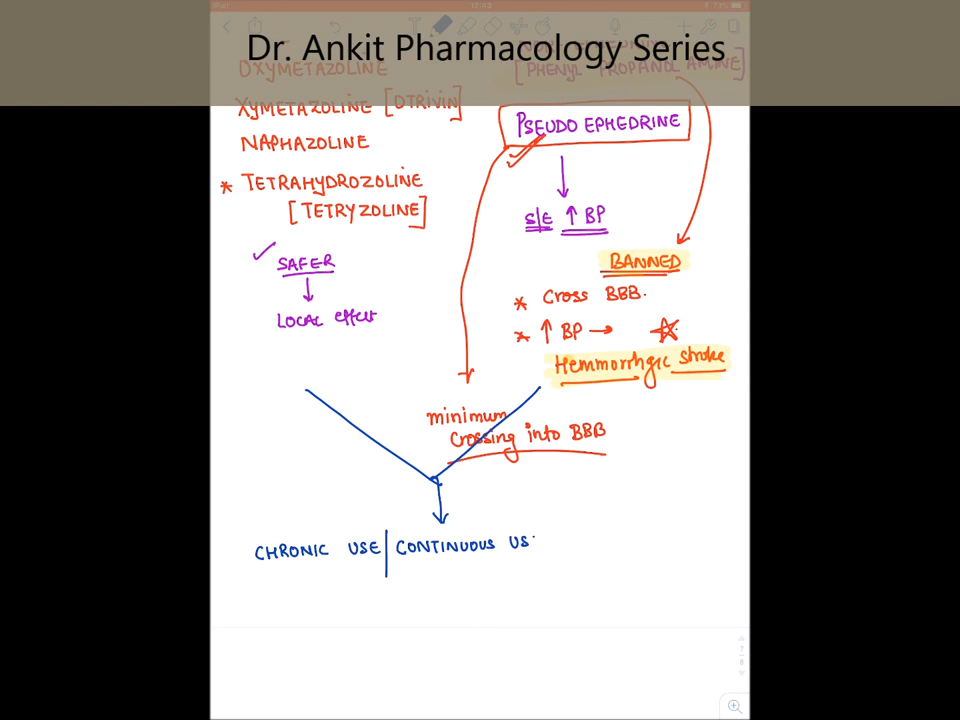 Dr. Ankit Pharmacology Series
OXYMETAZOLINE
XYMETAZOLINE [OTRIVIN]
NAPHAZOLINE
* TETRAHYDROZOLINE
[TETRYZOLINE]
SAFER
LOCAL effect
[PHENYL PROPANOL AMINE]
PSEUDO EPHEDRINE
S/E ↑ BP
BANNED
* Cross BBB.
* ↑ BP →
Hemmorrhgic stroke
minimum
crossing into BBB
CHRONIC USE | CONTINUOUS US